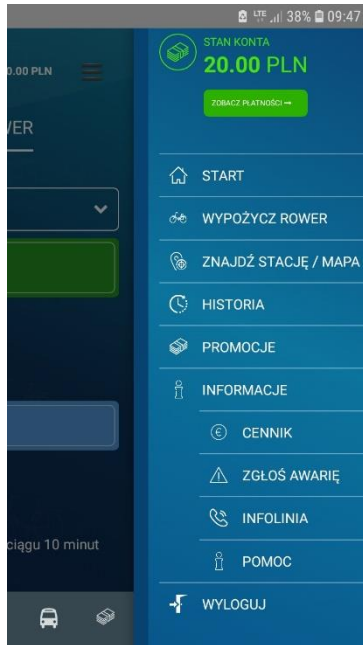 LTE 38% 09:47
STAN KONTA
20.00 PLN
ZOBACZ PŁATNOŚCI →
START
WYPOŻYCZ ROWER
ZNAJDŹ STACJĘ / MAPA
HISTORIA
PROMOCJE
INFORMACJE
CENNIK
ZGŁOŚ AWARIĘ
INFOLINIA
POMOC
WYLOGUJ
0.00 PLN
WER
ciągu 10 minut